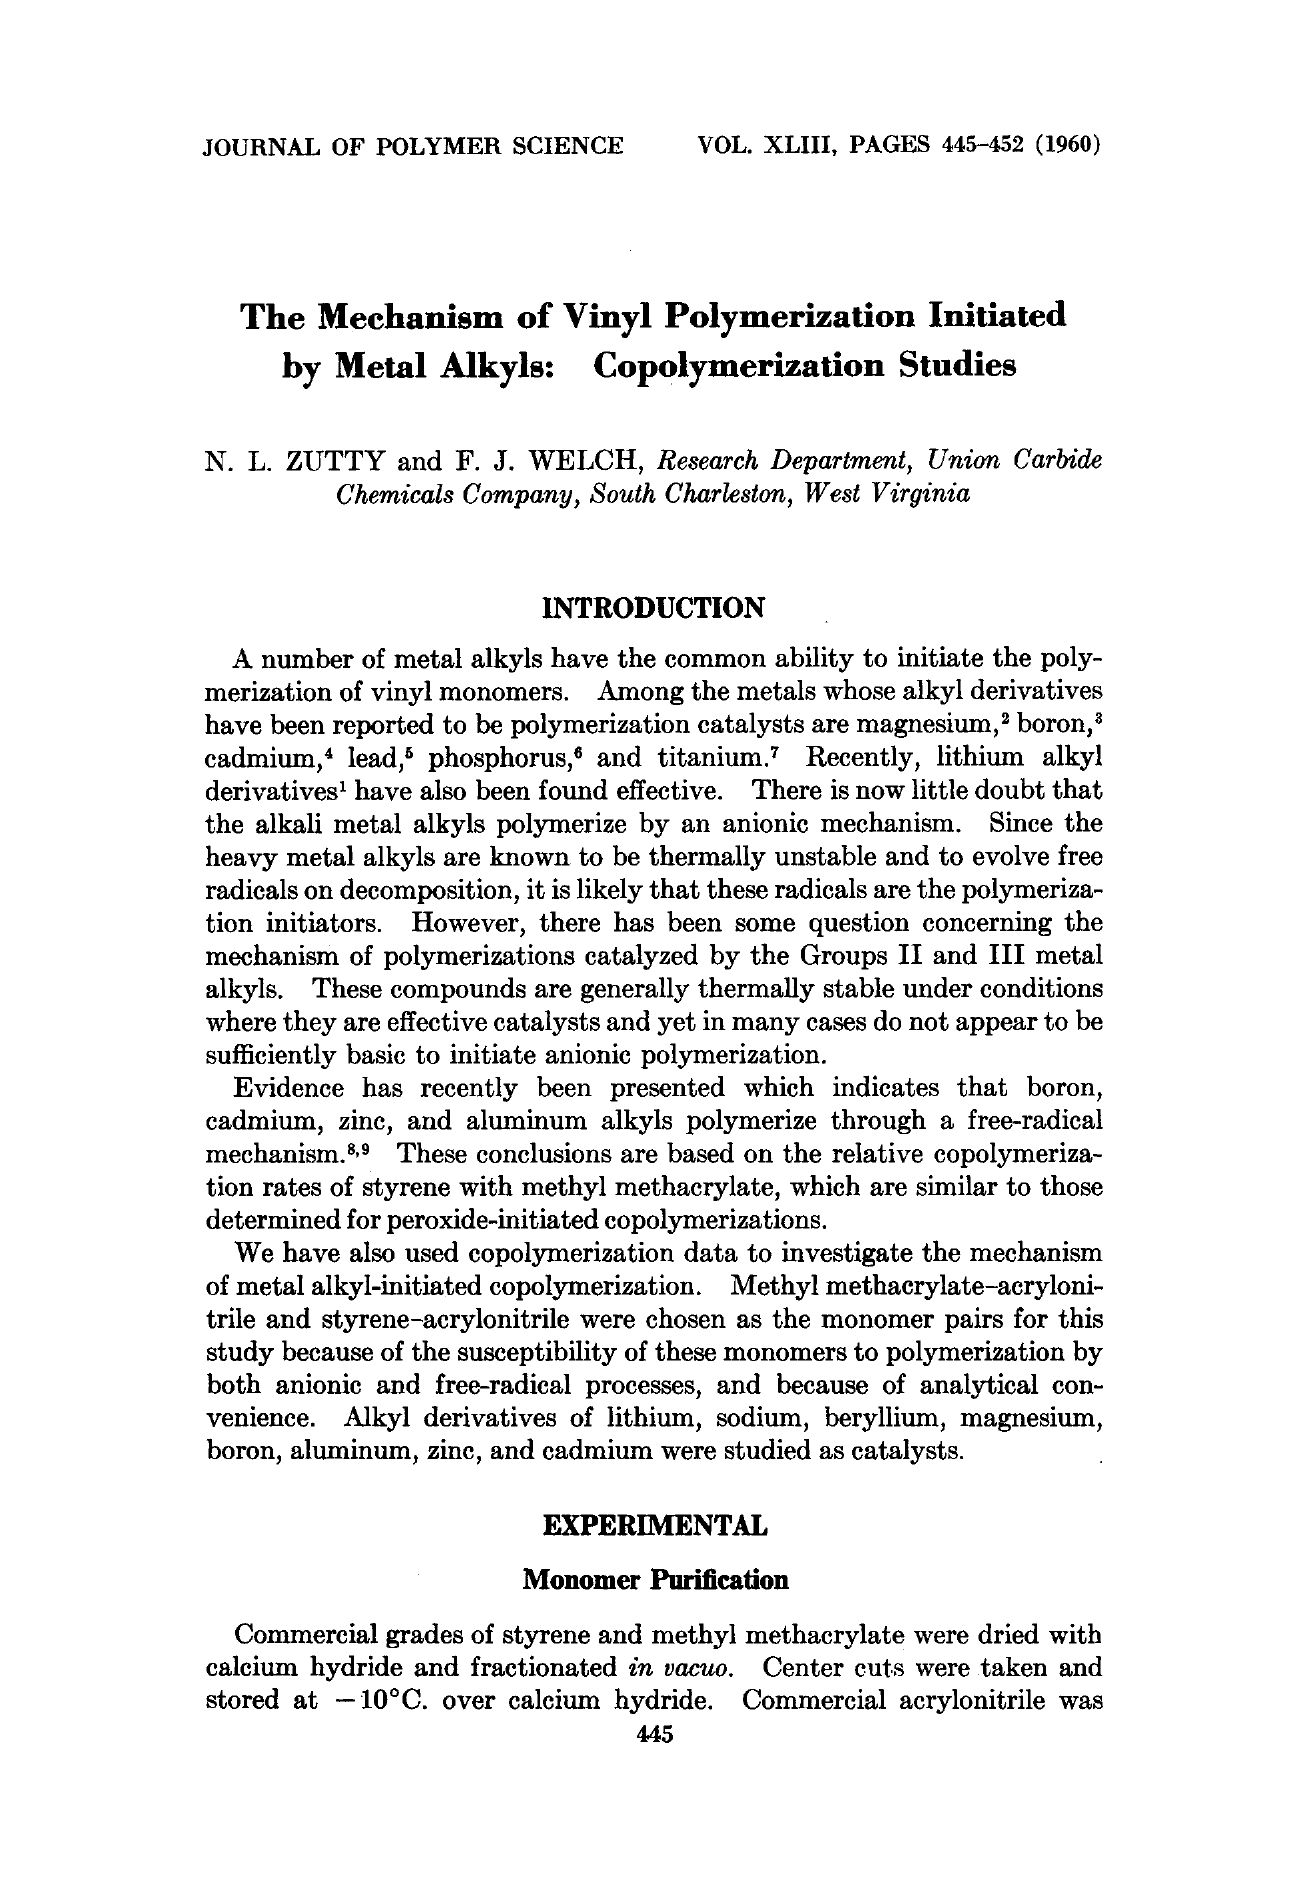 JOURNAL OF POLYMER SCIENCE VOL. XLIII, PAGES 445–452 (1960)
The Mechanism of Vinyl Polymerization Initiated
by Metal Alkyls: Copolymerization Studies
N. L. ZUTTY and F. J. WELCH, Research Department, Union Carbide
Chemicals Company, South Charleston, West Virginia
INTRODUCTION
A number of metal alkyls have the common ability to initiate the poly-
merization of vinyl monomers. Among the metals whose alkyl derivatives
have been reported to be polymerization catalysts are magnesium,² boron,³
cadmium,⁴ lead,⁵ phosphorus,⁶ and titanium.⁷ Recently, lithium alkyl
derivatives¹ have also been found effective. There is now little doubt that
the alkali metal alkyls polymerize by an anionic mechanism. Since the
heavy metal alkyls are known to be thermally unstable and to evolve free
radicals on decomposition, it is likely that these radicals are the polymeriza-
tion initiators. However, there has been some question concerning the
mechanism of polymerizations catalyzed by the Groups II and III metal
alkyls. These compounds are generally thermally stable under conditions
where they are effective catalysts and yet in many cases do not appear to be
sufficiently basic to initiate anionic polymerization.
Evidence has recently been presented which indicates that boron,
cadmium, zinc, and aluminum alkyls polymerize through a free-radical
mechanism.⁸,⁹ These conclusions are based on the relative copolymeriza-
tion rates of styrene with methyl methacrylate, which are similar to those
determined for peroxide-initiated copolymerizations.
We have also used copolymerization data to investigate the mechanism
of metal alkyl-initiated copolymerization. Methyl methacrylate–acryloni-
trile and styrene–acrylonitrile were chosen as the monomer pairs for this
study because of the susceptibility of these monomers to polymerization by
both anionic and free-radical processes, and because of analytical con-
venience. Alkyl derivatives of lithium, sodium, beryllium, magnesium,
boron, aluminum, zinc, and cadmium were studied as catalysts.
EXPERIMENTAL
Monomer Purification
Commercial grades of styrene and methyl methacrylate were dried with
calcium hydride and fractionated in vacuo. Center cuts were taken and
stored at −10°C. over calcium hydride. Commercial acrylonitrile was
445